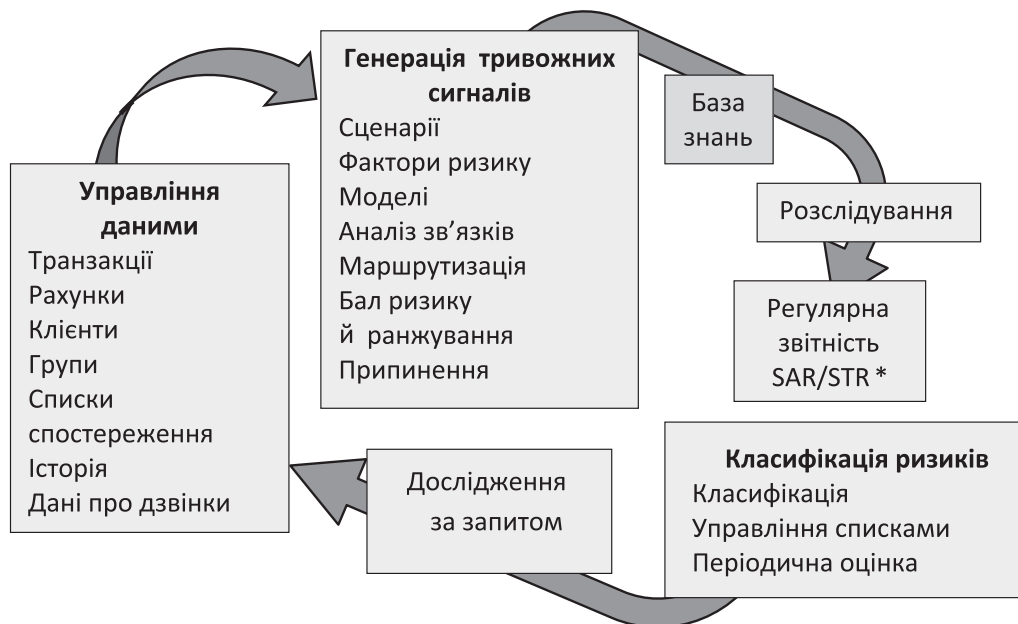 Генерація тривожних
сигналів
Сценарії
Фактори ризику
Моделі
Аналіз зв’язків
Маршрутизація
Бал ризику
й ранжування
Припинення
База
знань
Управління
даними
Транзакції
Рахунки
Клієнти
Групи
Списки
спостереження
Історія
Дані про дзвінки
Розслідування
Регулярна
звітність
SAR/STR *
Класифікація ризиків
Класифікація
Управління списками
Періодична оцінка
Дослідження
за запитом